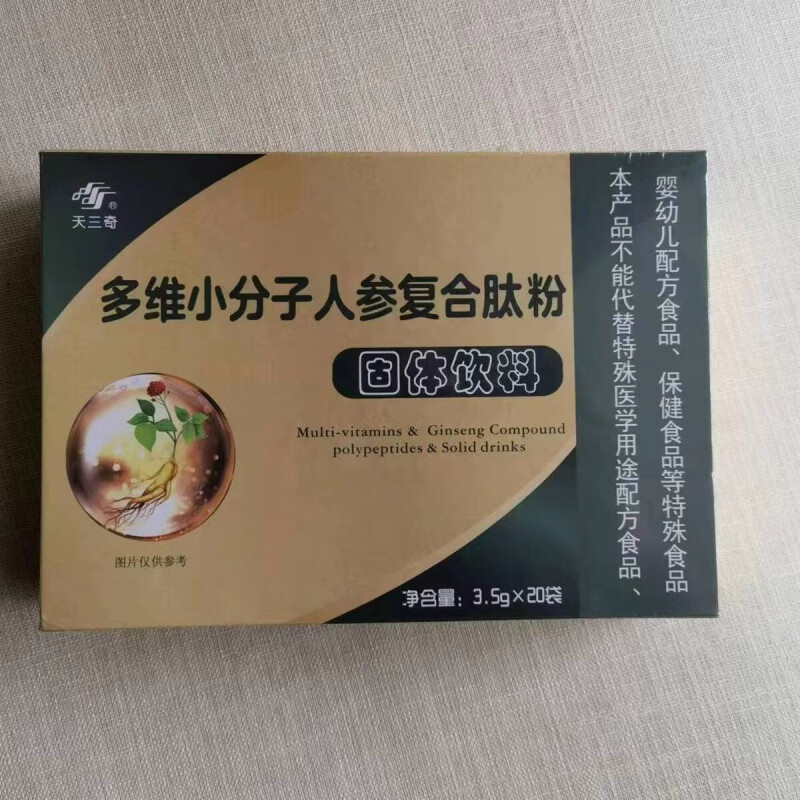 天三奇
多维小分子人参复合肽粉
固体饮料
Multi-vitamins & Ginseng Compound
polypeptides & Solid drinks
图片仅供参考
净含量：3.5g×20袋
本产品不能代替特殊医学用途配方食品、
婴幼儿配方食品、保健食品等特殊食品